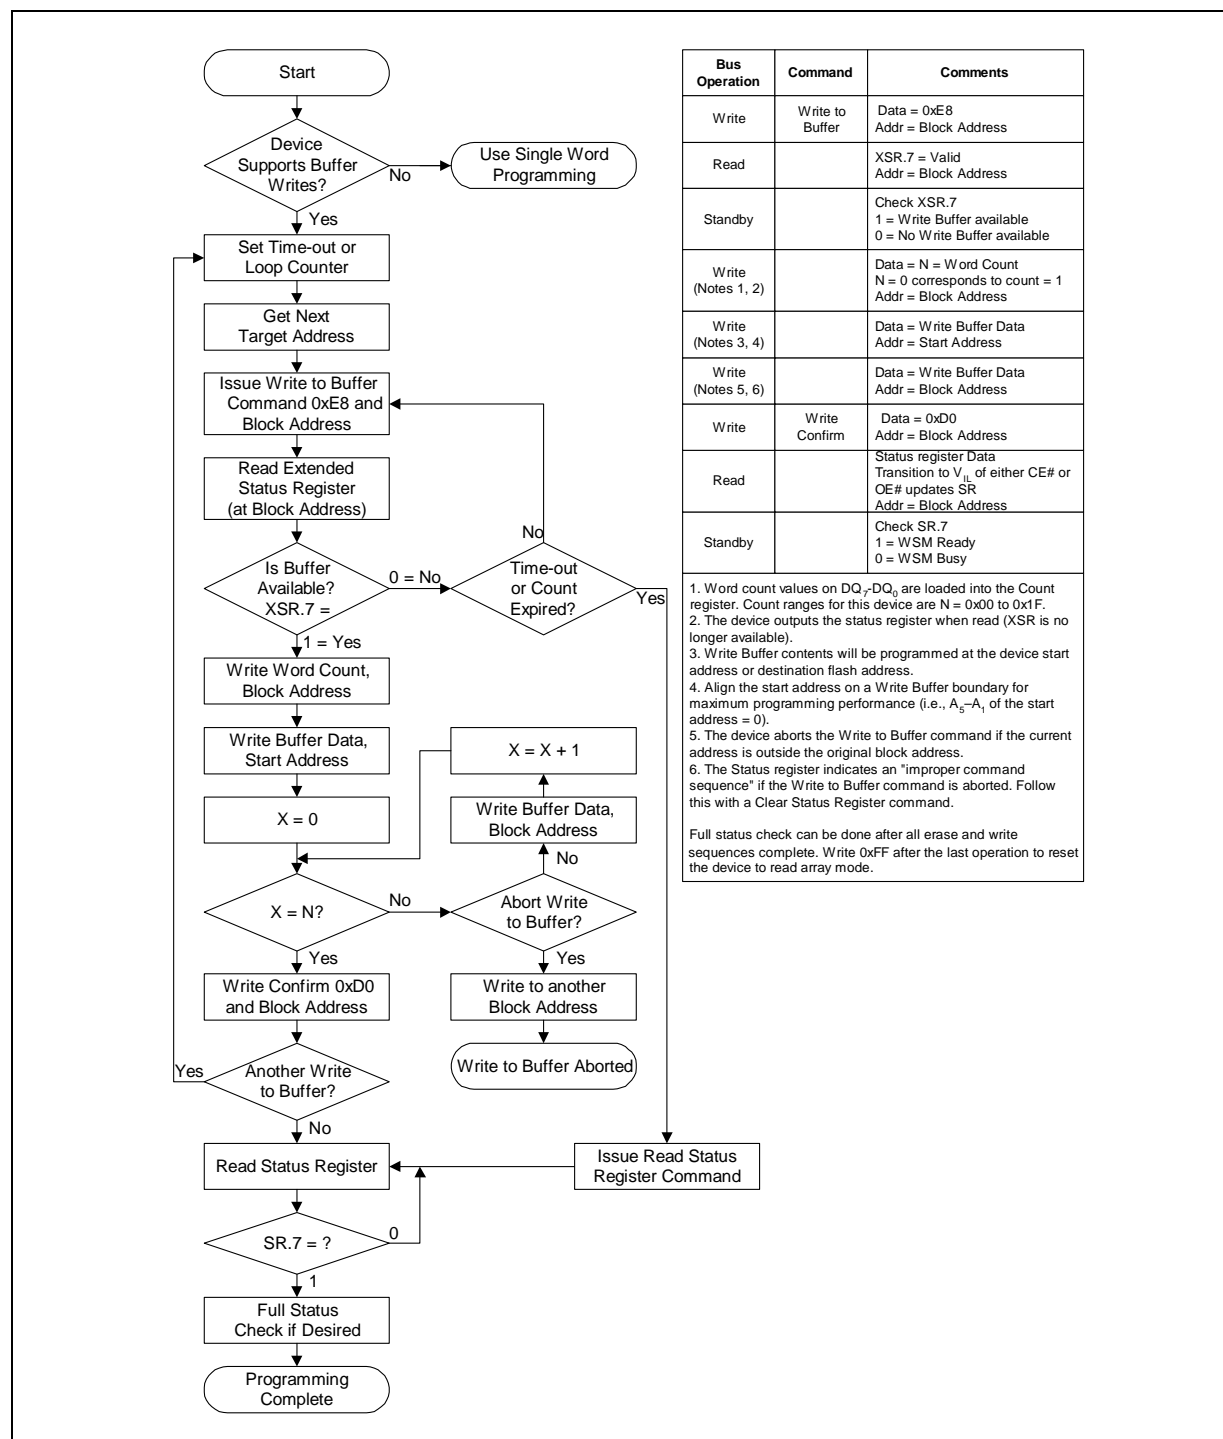 Start
Device
Supports Buffer
Writes?
No
Use Single Word
Programming
Yes
Set Time-out or
Loop Counter
Get Next
Target Address
Issue Write to Buffer
Command 0xE8 and
Block Address
Read Extended
Status Register
(at Block Address)
No
Is Buffer
Available?
XSR.7 =
0 = No
Time-out
or Count
Expired?
Yes
1 = Yes
Write Word Count,
Block Address
Write Buffer Data,
Start Address
X = X + 1
X = 0
Write Buffer Data,
Block Address
No
X = N?
No
Abort Write
to Buffer?
Yes
Yes
Write Confirm 0xD0
and Block Address
Write to another
Block Address
Yes
Another Write
to Buffer?
Write to Buffer Aborted
No
Read Status Register
Issue Read Status
Register Command
SR.7 = ?
0
1
Full Status
Check if Desired
Programming
Complete
Bus
Operation
Command
Comments
Write
Write to
Buffer
Data = 0xE8
Addr = Block Address
Read
XSR.7 = Valid
Addr = Block Address
Standby
Check XSR.7
1 = Write Buffer available
0 = No Write Buffer available
Write
(Notes 1, 2)
Data = N = Word Count
N = 0 corresponds to count = 1
Addr = Block Address
Write
(Notes 3, 4)
Data = Write Buffer Data
Addr = Start Address
Write
(Notes 5, 6)
Data = Write Buffer Data
Addr = Block Address
Write
Write
Confirm
Data = 0xD0
Addr = Block Address
Read
Status register Data
Transition to VIL of either CE# or
OE# updates SR
Addr = Block Address
Standby
Check SR.7
1 = WSM Ready
0 = WSM Busy
1. Word count values on DQ7-DQ0 are loaded into the Count
register. Count ranges for this device are N = 0x00 to 0x1F.
2. The device outputs the status register when read (XSR is no
longer available).
3. Write Buffer contents will be programmed at the device start
address or destination flash address.
4. Align the start address on a Write Buffer boundary for
maximum programming performance (i.e., A5–A1 of the start
address = 0).
5. The device aborts the Write to Buffer command if the current
address is outside the original block address.
6. The Status register indicates an "improper command
sequence" if the Write to Buffer command is aborted. Follow
this with a Clear Status Register command.
Full status check can be done after all erase and write
sequences complete. Write 0xFF after the last operation to reset
the device to read array mode.